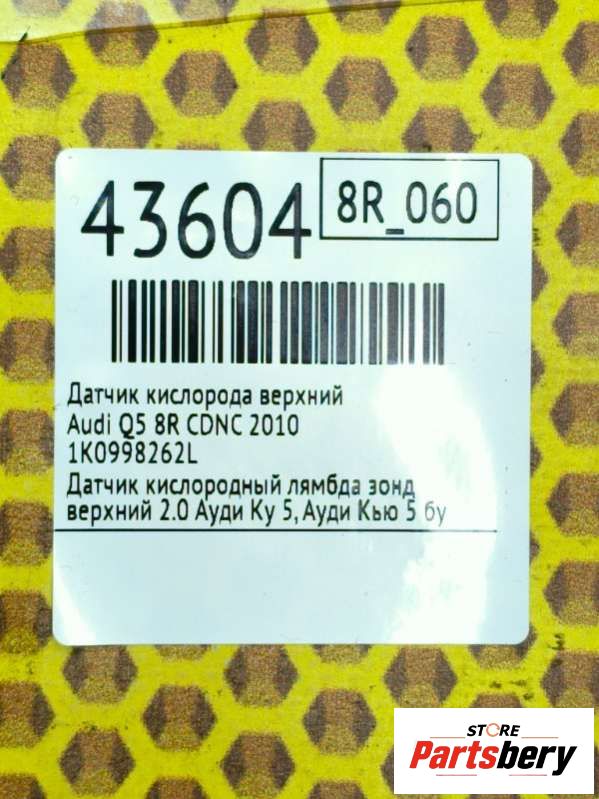 43604
8R_060
Датчик кислорода верхний
Audi Q5 8R CDNC 2010
1K0998262L
Датчик кислородный лямбда зонд
верхний 2.0 Ауди Ку 5, Ауди Кью 5 бу
STORE
Partsbery